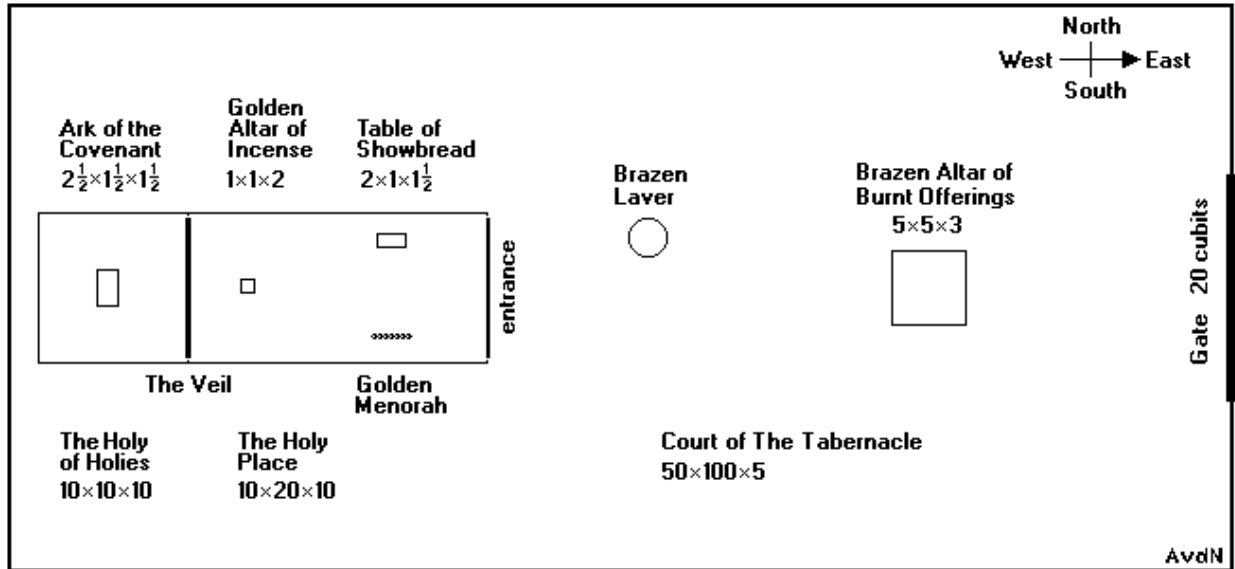 North
West East
South
Ark of the
Covenant
2½×1½×1½
Golden
Altar of
Incense
1×1×2
Table of
Showbread
2×1×1½
Brazen
Laver
Brazen Altar of
Burnt Offerings
5×5×3
entrance
Gate 20 cubits
The Veil
Golden
Menorah
The Holy
of Holies
10×10×10
The Holy
Place
10×20×10
Court of The Tabernacle
50×100×5
AvdN